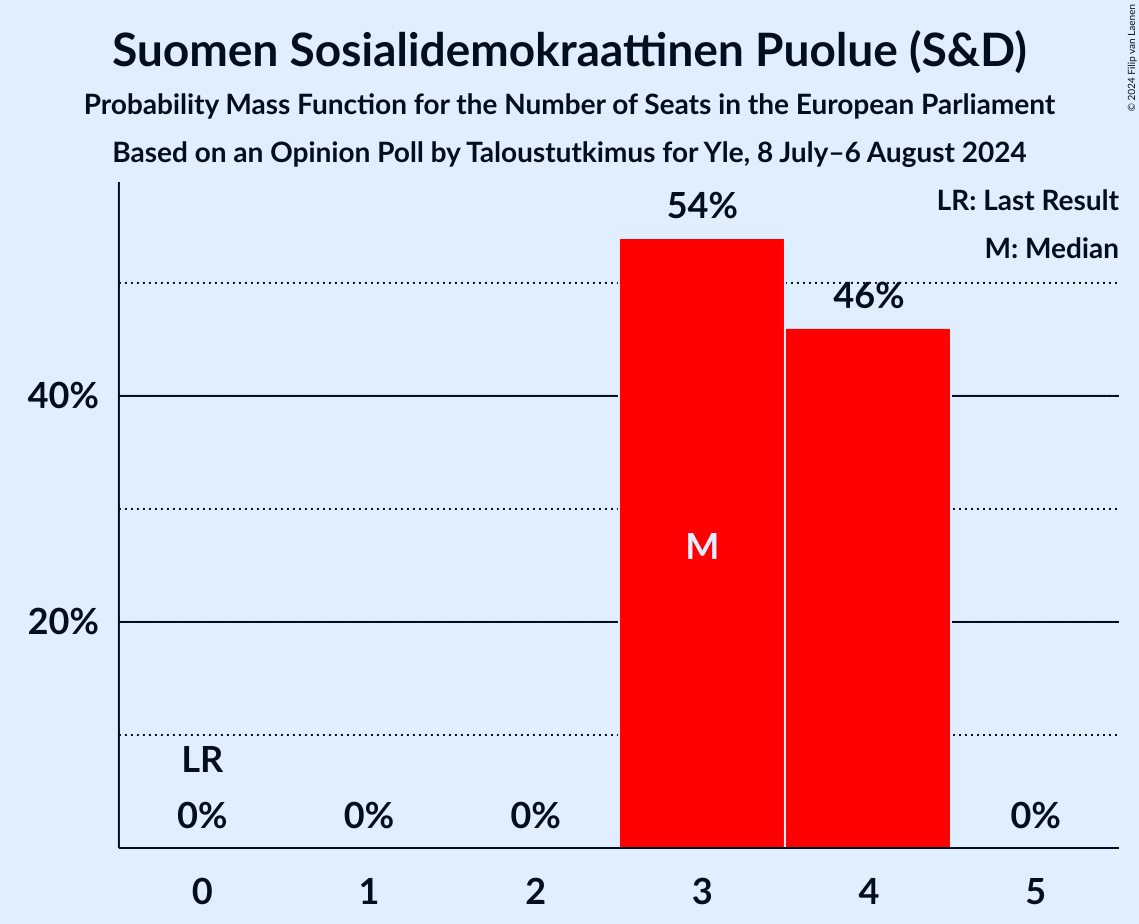 Suomen Sosialidemokraattinen Puolue (S&D)
Probability Mass Function for the Number of Seats in the European Parliament
Based on an Opinion Poll by Taloustutkimus for Yle, 8 July–6 August 2024
© 2024 Filip van Laenen
LR: Last Result
M: Median
54%
46%
40%
M
20%
LR
0%
0%
0%
0%
0
1
2
3
4
5